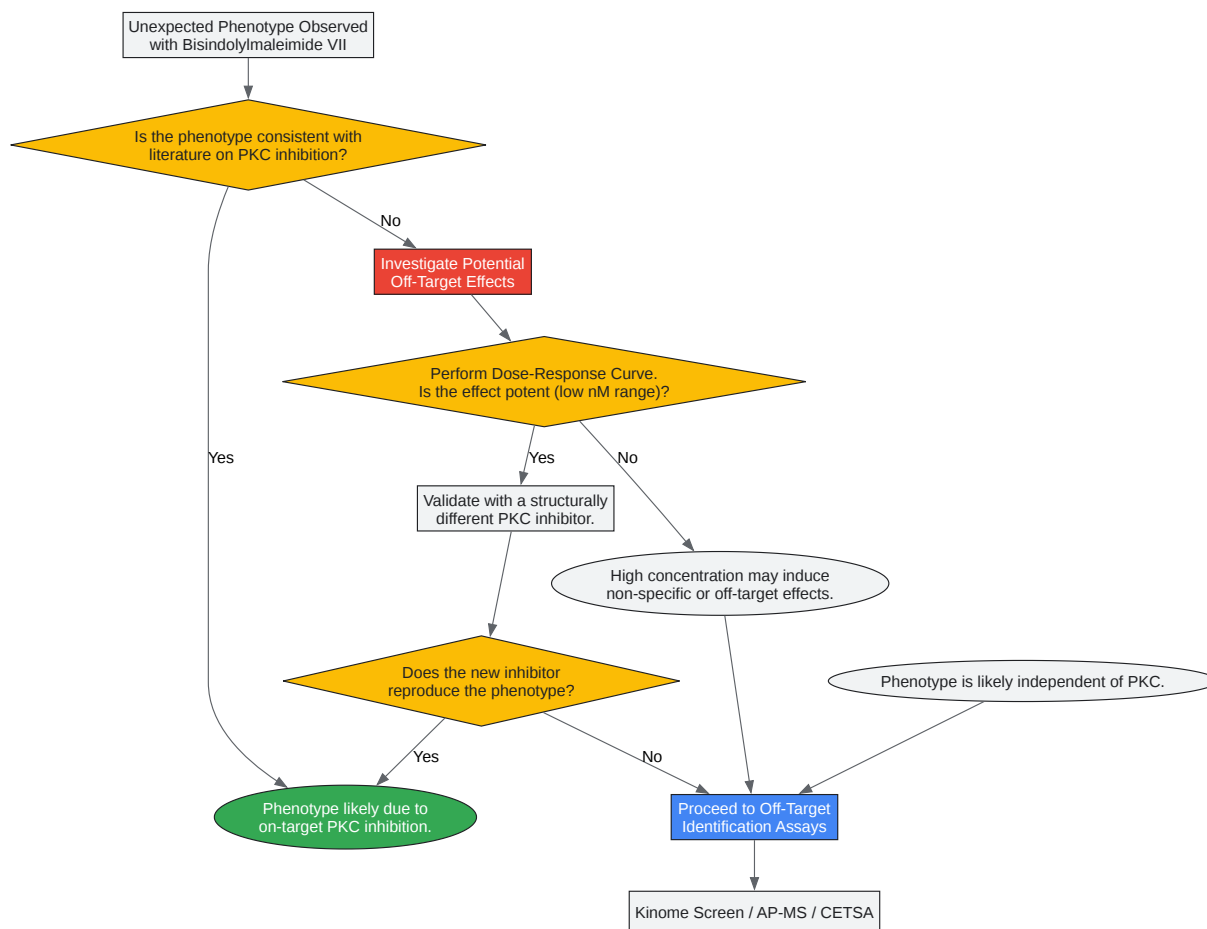 Unexpected Phenotype Observed
with Bisindolylmaleimide VII
Is the phenotype consistent with
literature on PKC inhibition?
No
Investigate Potential
Off-Target Effects
Perform Dose-Response Curve.
Is the effect potent (low nM range)?
Yes
Yes
No
Validate with a structurally
different PKC inhibitor.
High concentration may induce
non-specific or off-target effects.
Does the new inhibitor
reproduce the phenotype?
Phenotype is likely independent of PKC.
Yes
No
Phenotype likely due to
on-target PKC inhibition.
Proceed to Off-Target
Identification Assays
Kinome Screen / AP-MS / CETSA